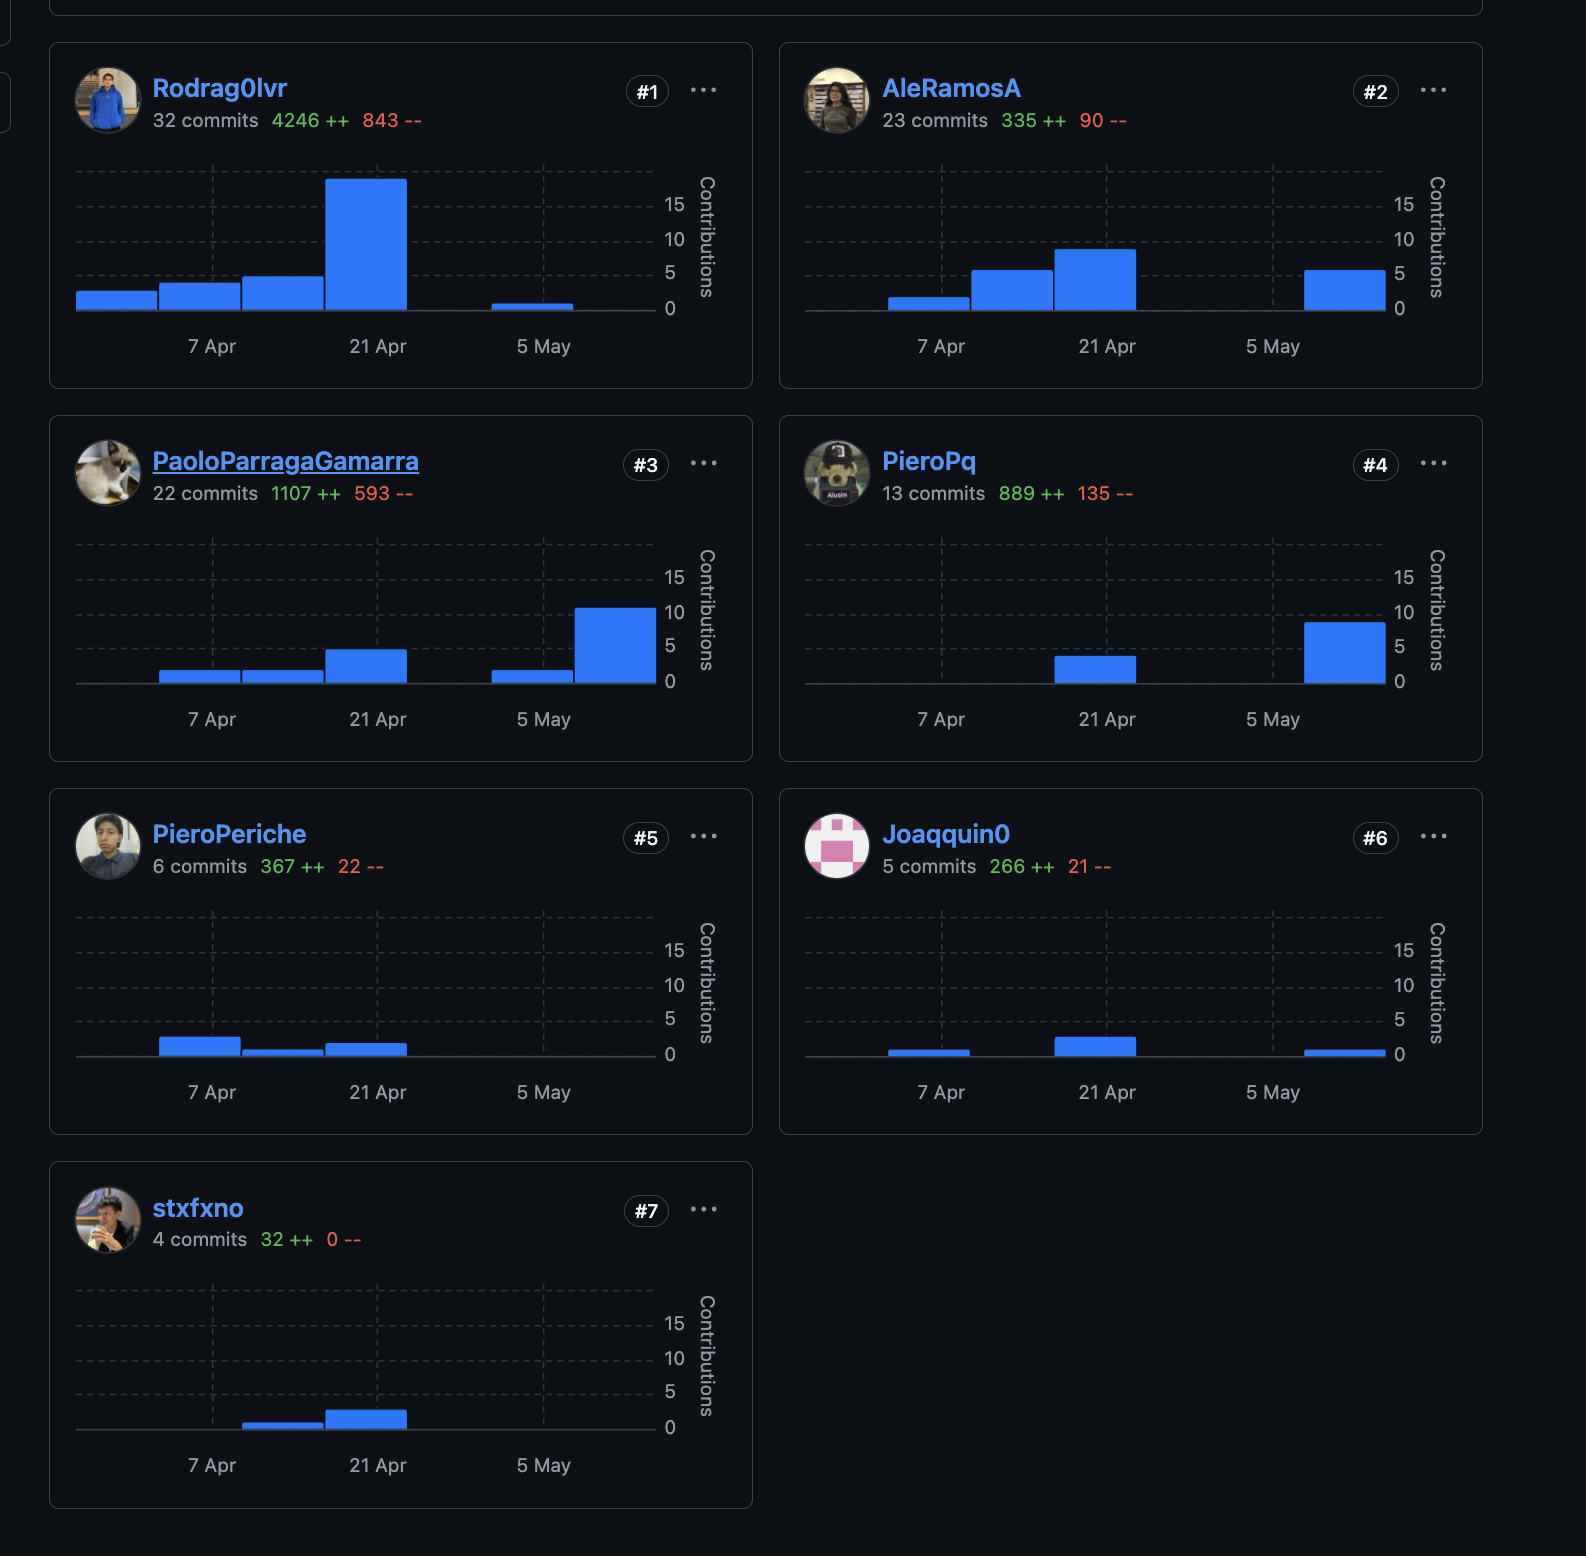 Rodrag0lvr
#1
32 commits 4246 ++ 843 --
15
10
5
0
Contributions
7 Apr 21 Apr 5 May
AleRamosA
#2
23 commits 335 ++ 90 --
15
10
5
0
Contributions
7 Apr 21 Apr 5 May
PaoloParragaGamarra
#3
22 commits 1107 ++ 593 --
15
10
5
0
Contributions
7 Apr 21 Apr 5 May
PieroPq
#4
13 commits 889 ++ 135 --
Alusin
15
10
5
0
Contributions
7 Apr 21 Apr 5 May
PieroPeriche
#5
6 commits 367 ++ 22 --
15
10
5
0
Contributions
7 Apr 21 Apr 5 May
Joaqquin0
#6
5 commits 266 ++ 21 --
15
10
5
0
Contributions
7 Apr 21 Apr 5 May
stxfxno
#7
4 commits 32 ++ 0 --
15
10
5
0
Contributions
7 Apr 21 Apr 5 May